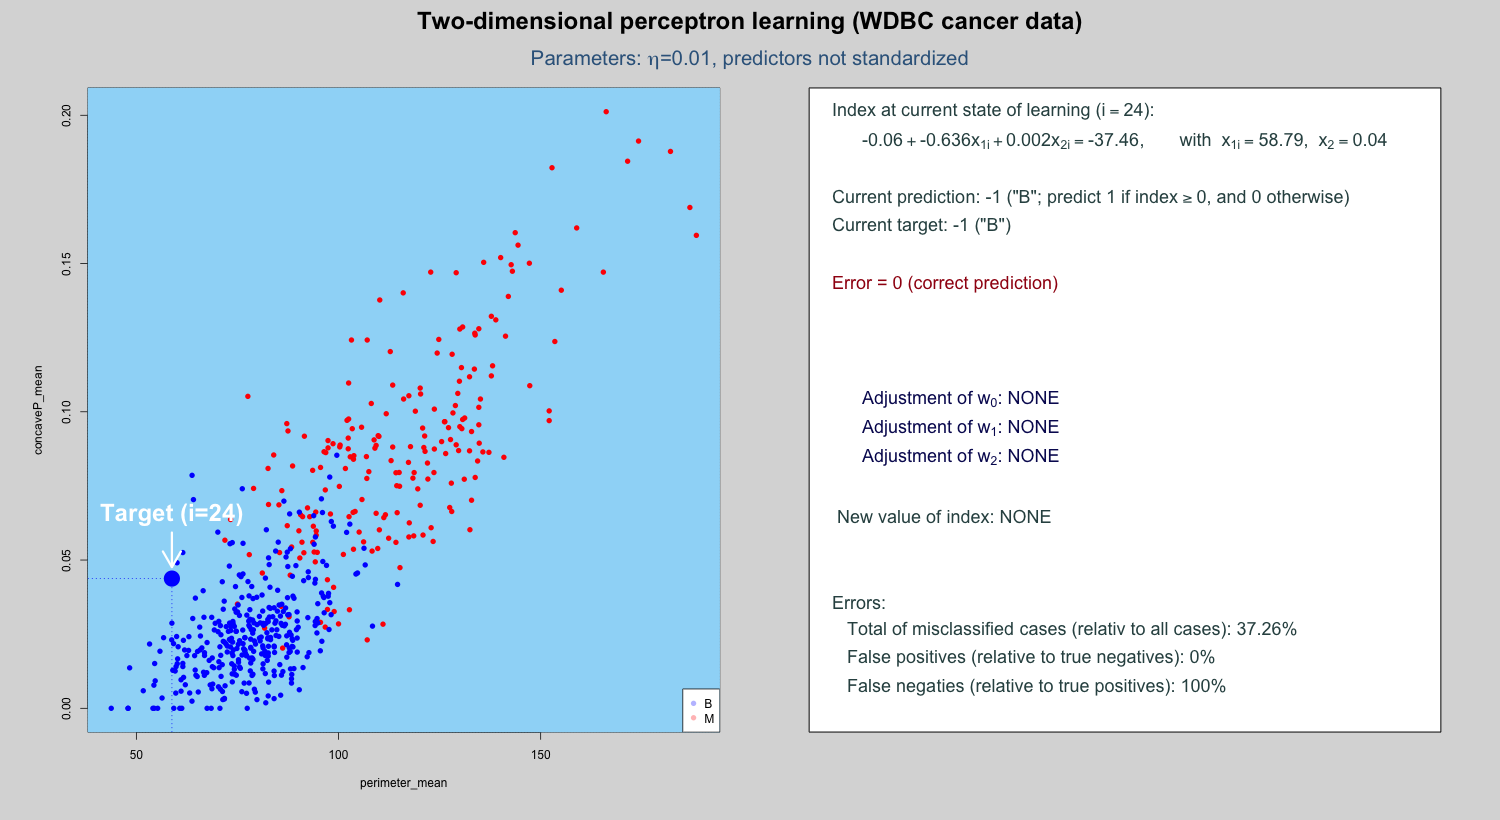 Two-dimensional perceptron learning (WDBC cancer data)
Parameters: η=0.01, predictors not standardized
0.20
0.15
0.10
0.05
0.00
concaveP_mean
Target (i=24)
B
M
50
100
150
perimeter_mean
Index at current state of learning (i = 24):
-0.06 + -0.636x1i + 0.002x2i = -37.46, with x1i = 58.79, x2 = 0.04
Current prediction: -1 ("B"; predict 1 if index ≥ 0, and 0 otherwise)
Current target: -1 ("B")
Error = 0 (correct prediction)
Adjustment of w0: NONE
Adjustment of w1: NONE
Adjustment of w2: NONE
New value of index: NONE
Errors:
Total of misclassified cases (relativ to all cases): 37.26%
False positives (relative to true negatives): 0%
False negaties (relative to true positives): 100%